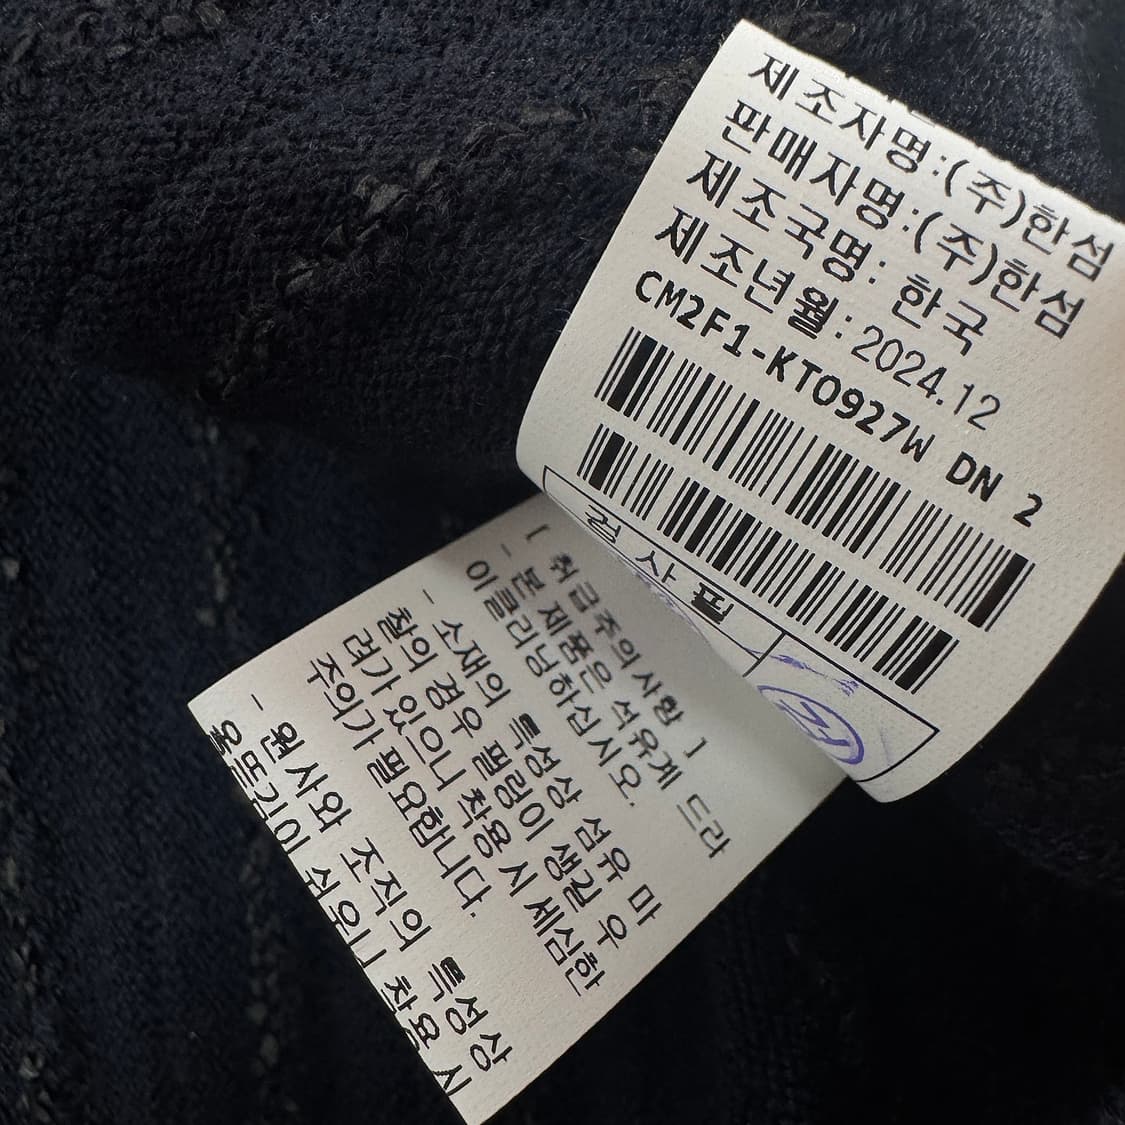 제조자명:(주)한섬
판매자명:(주)한섬
제조국명: 한국
제조년월:2024.12
CM2F1-KT0927W DN 2
검사필
[ 취급주의사항 ]
- 본 제품은 석유계 드라
이클리닝하십시오.
- 소재의 특성상 섬유 마
찰의 경우 필링이 생길 우
려가 있으니 착용 시 세심한
주의가 필요합니다.
- 원사와 조직의 특성상
올뜯김이 쉬우니 착용 시